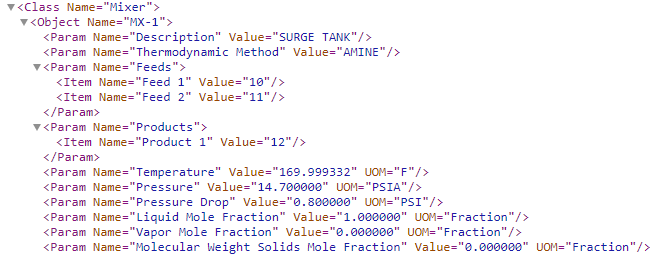 <Class Name="Mixer">
<Object Name="MX-1">
<Param Name="Description" Value="SURGE TANK"/>
<Param Name="Thermodynamic Method" Value="AMINE"/>
<Param Name="Feeds">
<Item Name="Feed 1" Value="10"/>
<Item Name="Feed 2" Value="11"/>
</Param>
<Param Name="Products">
<Item Name="Product 1" Value="12"/>
</Param>
<Param Name="Temperature" Value="169.999332" UOM="F"/>
<Param Name="Pressure" Value="14.700000" UOM="PSIA"/>
<Param Name="Pressure Drop" Value="0.800000" UOM="PSI"/>
<Param Name="Liquid Mole Fraction" Value="1.000000" UOM="Fraction"/>
<Param Name="Vapor Mole Fraction" Value="0.000000" UOM="Fraction"/>
<Param Name="Molecular Weight Solids Mole Fraction" Value="0.000000" UOM="Fraction"/>